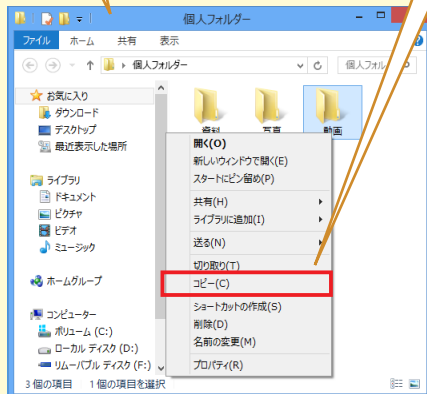 個人フォルダー
ファイル ホーム 共有 表示
個人フォルダー 個人フォル
お気に入り
ダウンロード
デスクトップ
最近表示した場所
資料 写真 動画
開く(O)
新しいウィンドウで開く(E)
スタートにピン留め(P)
共有(H)
ライブラリに追加(I)
送る(N)
切り取り(T)
コピー(C)
ショートカットの作成(S)
削除(D)
名前の変更(M)
プロパティ(R)
ライブラリ
ドキュメント
ピクチャ
ビデオ
ミュージック
ホームグループ
コンピューター
ボリューム (C:)
ローカル ディスク (D:)
リムーバブル ディスク (F:)
3 個の項目 1 個の項目を選択